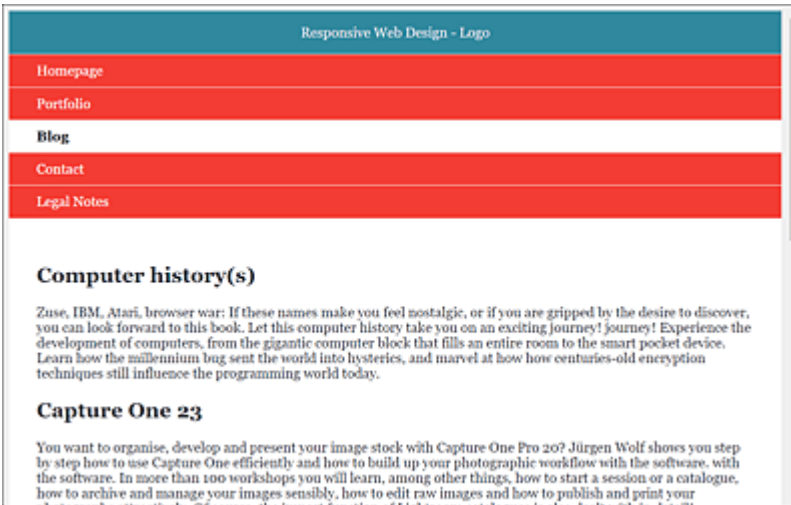 Responsive Web Design - Logo
Homepage
Portfolio
Blog
Contact
Legal Notes
Computer history(s)
Zuse, IBM, Atari, browser war: If these names make you feel nostalgic, or if you are gripped by the desire to discover,
you can look forward to this book. Let this computer history take you on an exciting journey! journey! Experience the
development of computers, from the gigantic computer block that fills an entire room to the smart pocket device.
Learn how the millennium bug sent the world into hysterics, and marvel at how how centuries-old encryption
techniques still influence the programming world today.
Capture One 23
You want to organise, develop and present your image stock with Capture One Pro 20? Jürgen Wolf shows you step
by step how to use Capture One efficiently and how to build up your photographic workflow with the software. with
the software. In more than 100 workshops you will learn, among other things, how to start a session or a catalogue,
how to archive and manage your images sensibly, how to edit raw images and how to publish and print your